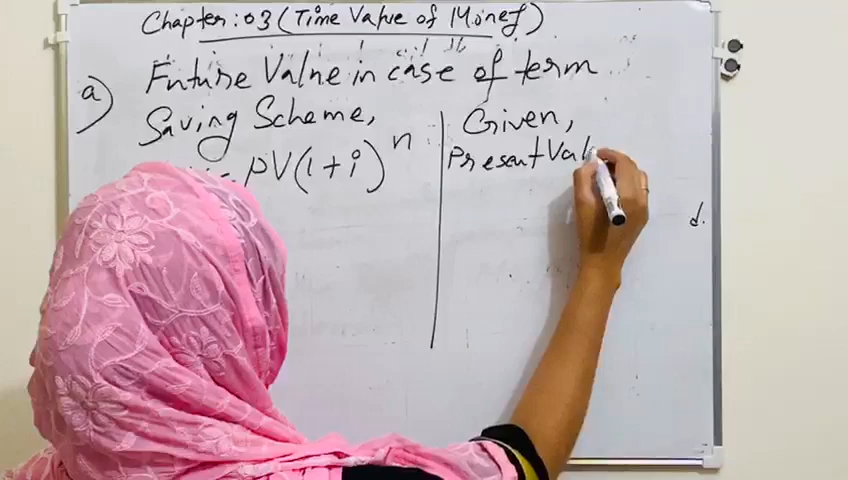 Chapter : 03 (Time Value of Money)
a) Future Value in case of term
Saving Scheme,
= PV(1+i)^n
Given,
Present Val
d.